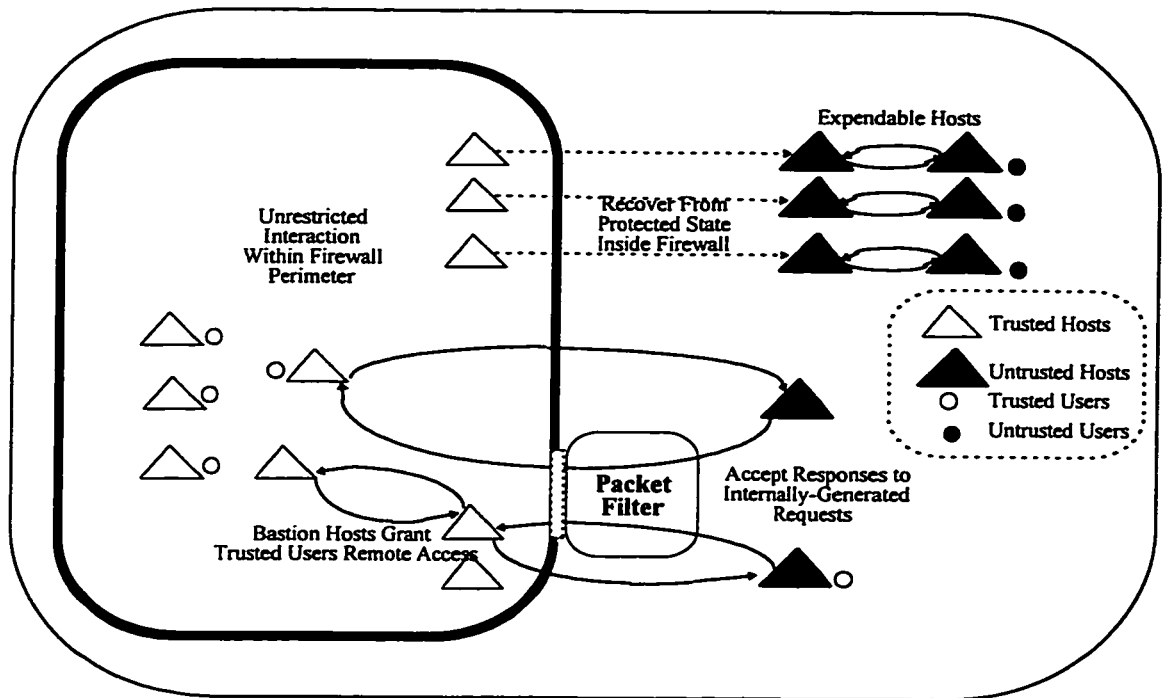 Expendable Hosts
Unrestricted
Interaction
Within Firewall
Perimeter
Recover From
Protected State
Inside Firewall
Trusted Hosts
Untrusted Hosts
Trusted Users
Untrusted Users
Packet
Filter
Accept Responses to
Internally-Generated
Requests
Bastion Hosts Grant
Trusted Users Remote Access